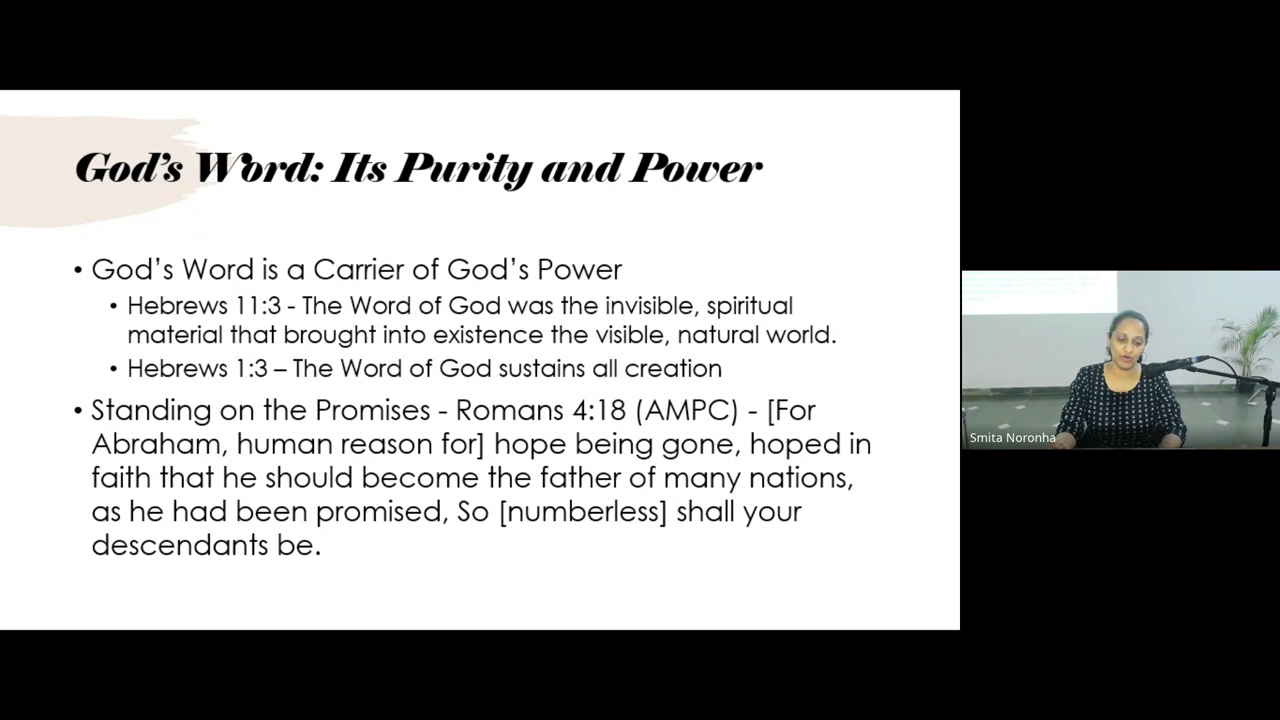 God's Word: Its Purity and Power
• God's Word is a Carrier of God's Power
• Hebrews 11:3 - The Word of God was the invisible, spiritual
material that brought into existence the visible, natural world.
• Hebrews 1:3 – The Word of God sustains all creation
• Standing on the Promises - Romans 4:18 (AMPC) - [For
Abraham, human reason for] hope being gone, hoped in
faith that he should become the father of many nations,
as he had been promised, So [numberless] shall your
descendants be.
Smita Noronha